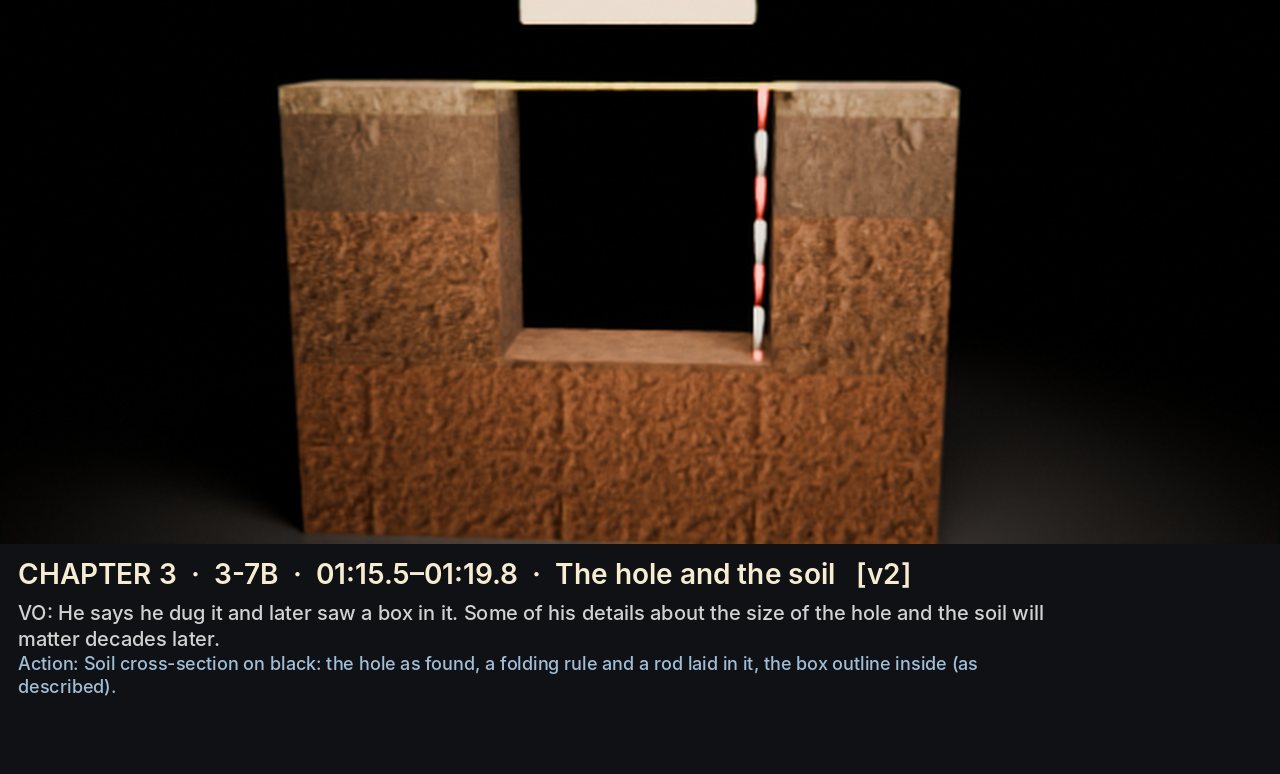 CHAPTER 3 · 3-7B · 01:15.5–01:19.8 · The hole and the soil [v2]
VO: He says he dug it and later saw a box in it. Some of his details about the size of the hole and the soil will
matter decades later.
Action: Soil cross-section on black: the hole as found, a folding rule and a rod laid in it, the box outline inside (as
described).